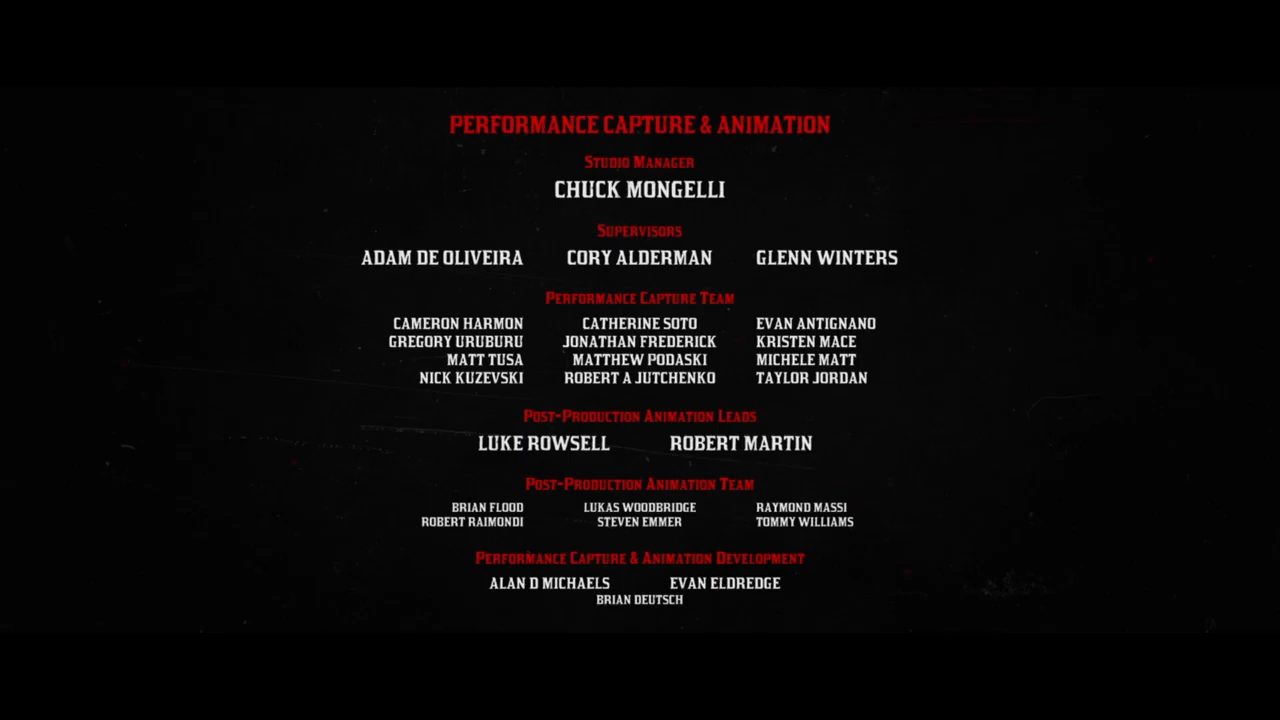 PERFORMANCE CAPTURE & ANIMATION
STUDIO MANAGER
CHUCK MONGELLI
SUPERVISORS
ADAM DE OLIVEIRA CORY ALDERMAN GLENN WINTERS
PERFORMANCE CAPTURE TEAM
CAMERON HARMON CATHERINE SOTO EVAN ANTIGNANO
GREGORY URUBURU JONATHAN FREDERICK KRISTEN MACE
MATT TUSA MATTHEW PODASKI MICHELE MATT
NICK KUZEVSKI ROBERT A JUTCHENKO TAYLOR JORDAN
POST-PRODUCTION ANIMATION LEADS
LUKE ROWSELL ROBERT MARTIN
POST-PRODUCTION ANIMATION TEAM
BRIAN FLOOD LUKAS WOODBRIDGE RAYMOND MASSI
ROBERT RAIMONDI STEVEN EMMER TOMMY WILLIAMS
PERFORMANCE CAPTURE & ANIMATION DEVELOPMENT
ALAN D MICHAELS EVAN ELDREDGE
BRIAN DEUTSCH